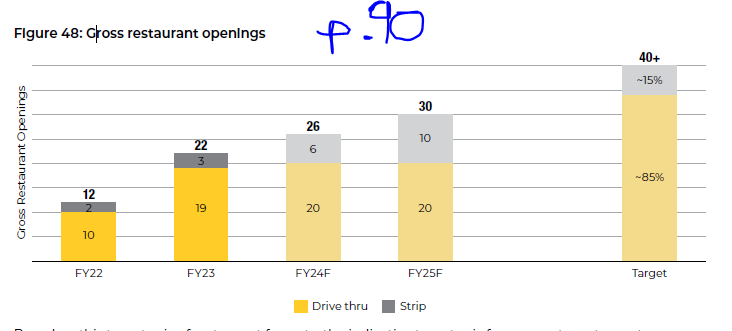 Figure 48: Gross restaurant openings
p.90
Gross Restaurant Openings
12
2
10
FY22
22
3
19
FY23
26
6
20
FY24F
30
10
20
FY25F
40+
~15%
~85%
Target
Drive thru
Strip